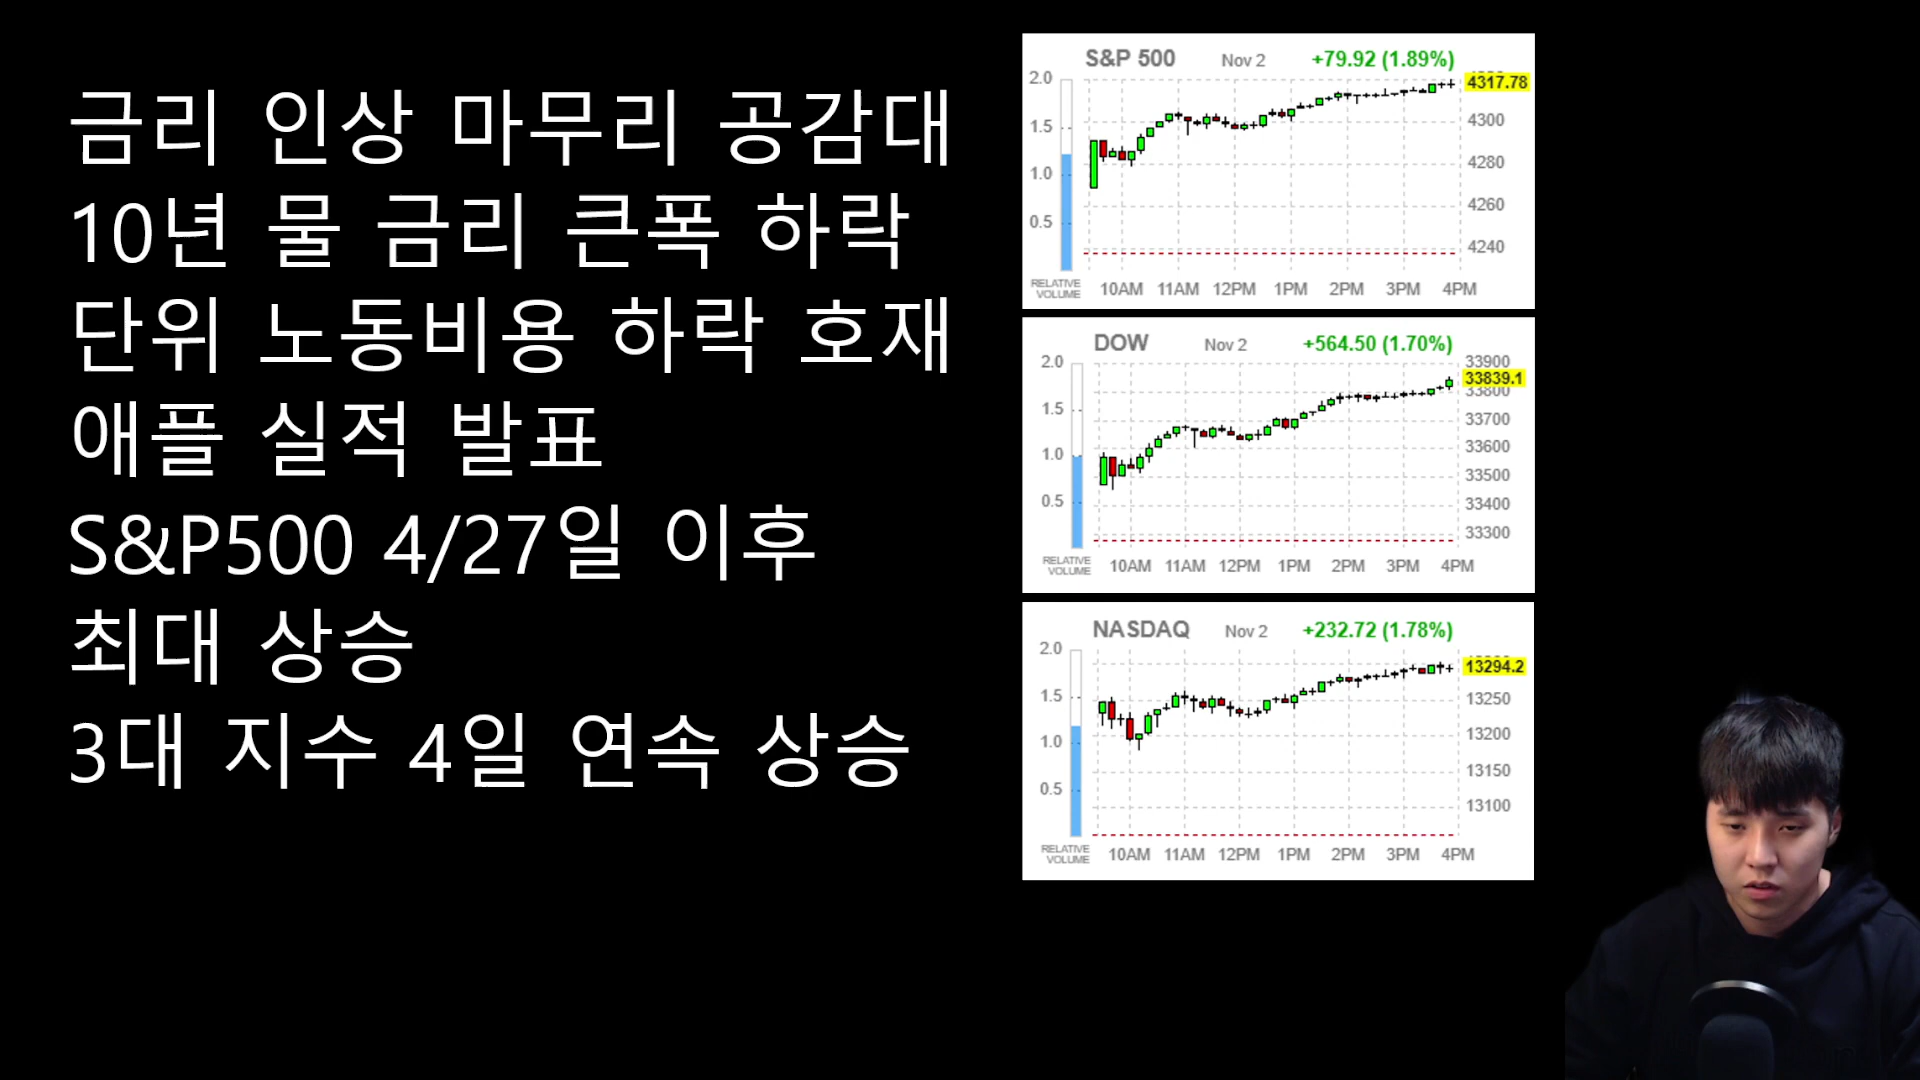 금리 인상 마무리 공감대
10년 물 금리 큰폭 하락
단위 노동비용 하락 호재
애플 실적 발표
S&P500 4/27일 이후
최대 상승
3대 지수 4일 연속 상승
S&P 500 Nov 2 +79.92 (1.89%)
4317.78
2.0
1.5
1.0
0.5
4300
4280
4260
4240
RELATIVE
VOLUME
10AM 11AM 12PM 1PM 2PM 3PM 4PM
DOW Nov 2 +564.50 (1.70%)
2.0
1.5
1.0
0.5
33900
33839.1
33800
33700
33600
33500
33400
33300
RELATIVE
VOLUME
10AM 11AM 12PM 1PM 2PM 3PM 4PM
NASDAQ Nov 2 +232.72 (1.78%)
2.0
1.5
1.0
0.5
13294.2
13250
13200
13150
13100
RELATIVE
VOLUME
10AM 11AM 12PM 1PM 2PM 3PM 4PM